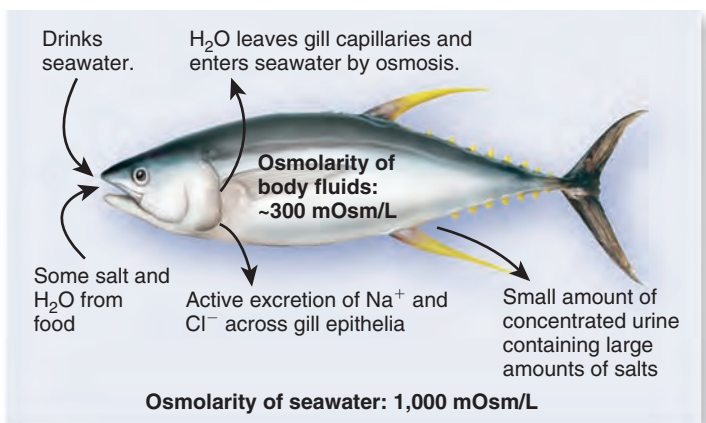 Drinks
seawater.
H₂O leaves gill capillaries and
enters seawater by osmosis.
Osmolarity of
body fluids:
~300 mOsm/L
Some salt and
H₂O from
food
Active excretion of Na⁺ and
Cl⁻ across gill epithelia
Small amount of
concentrated urine
containing large
amounts of salts
Osmolarity of seawater: 1,000 mOsm/L